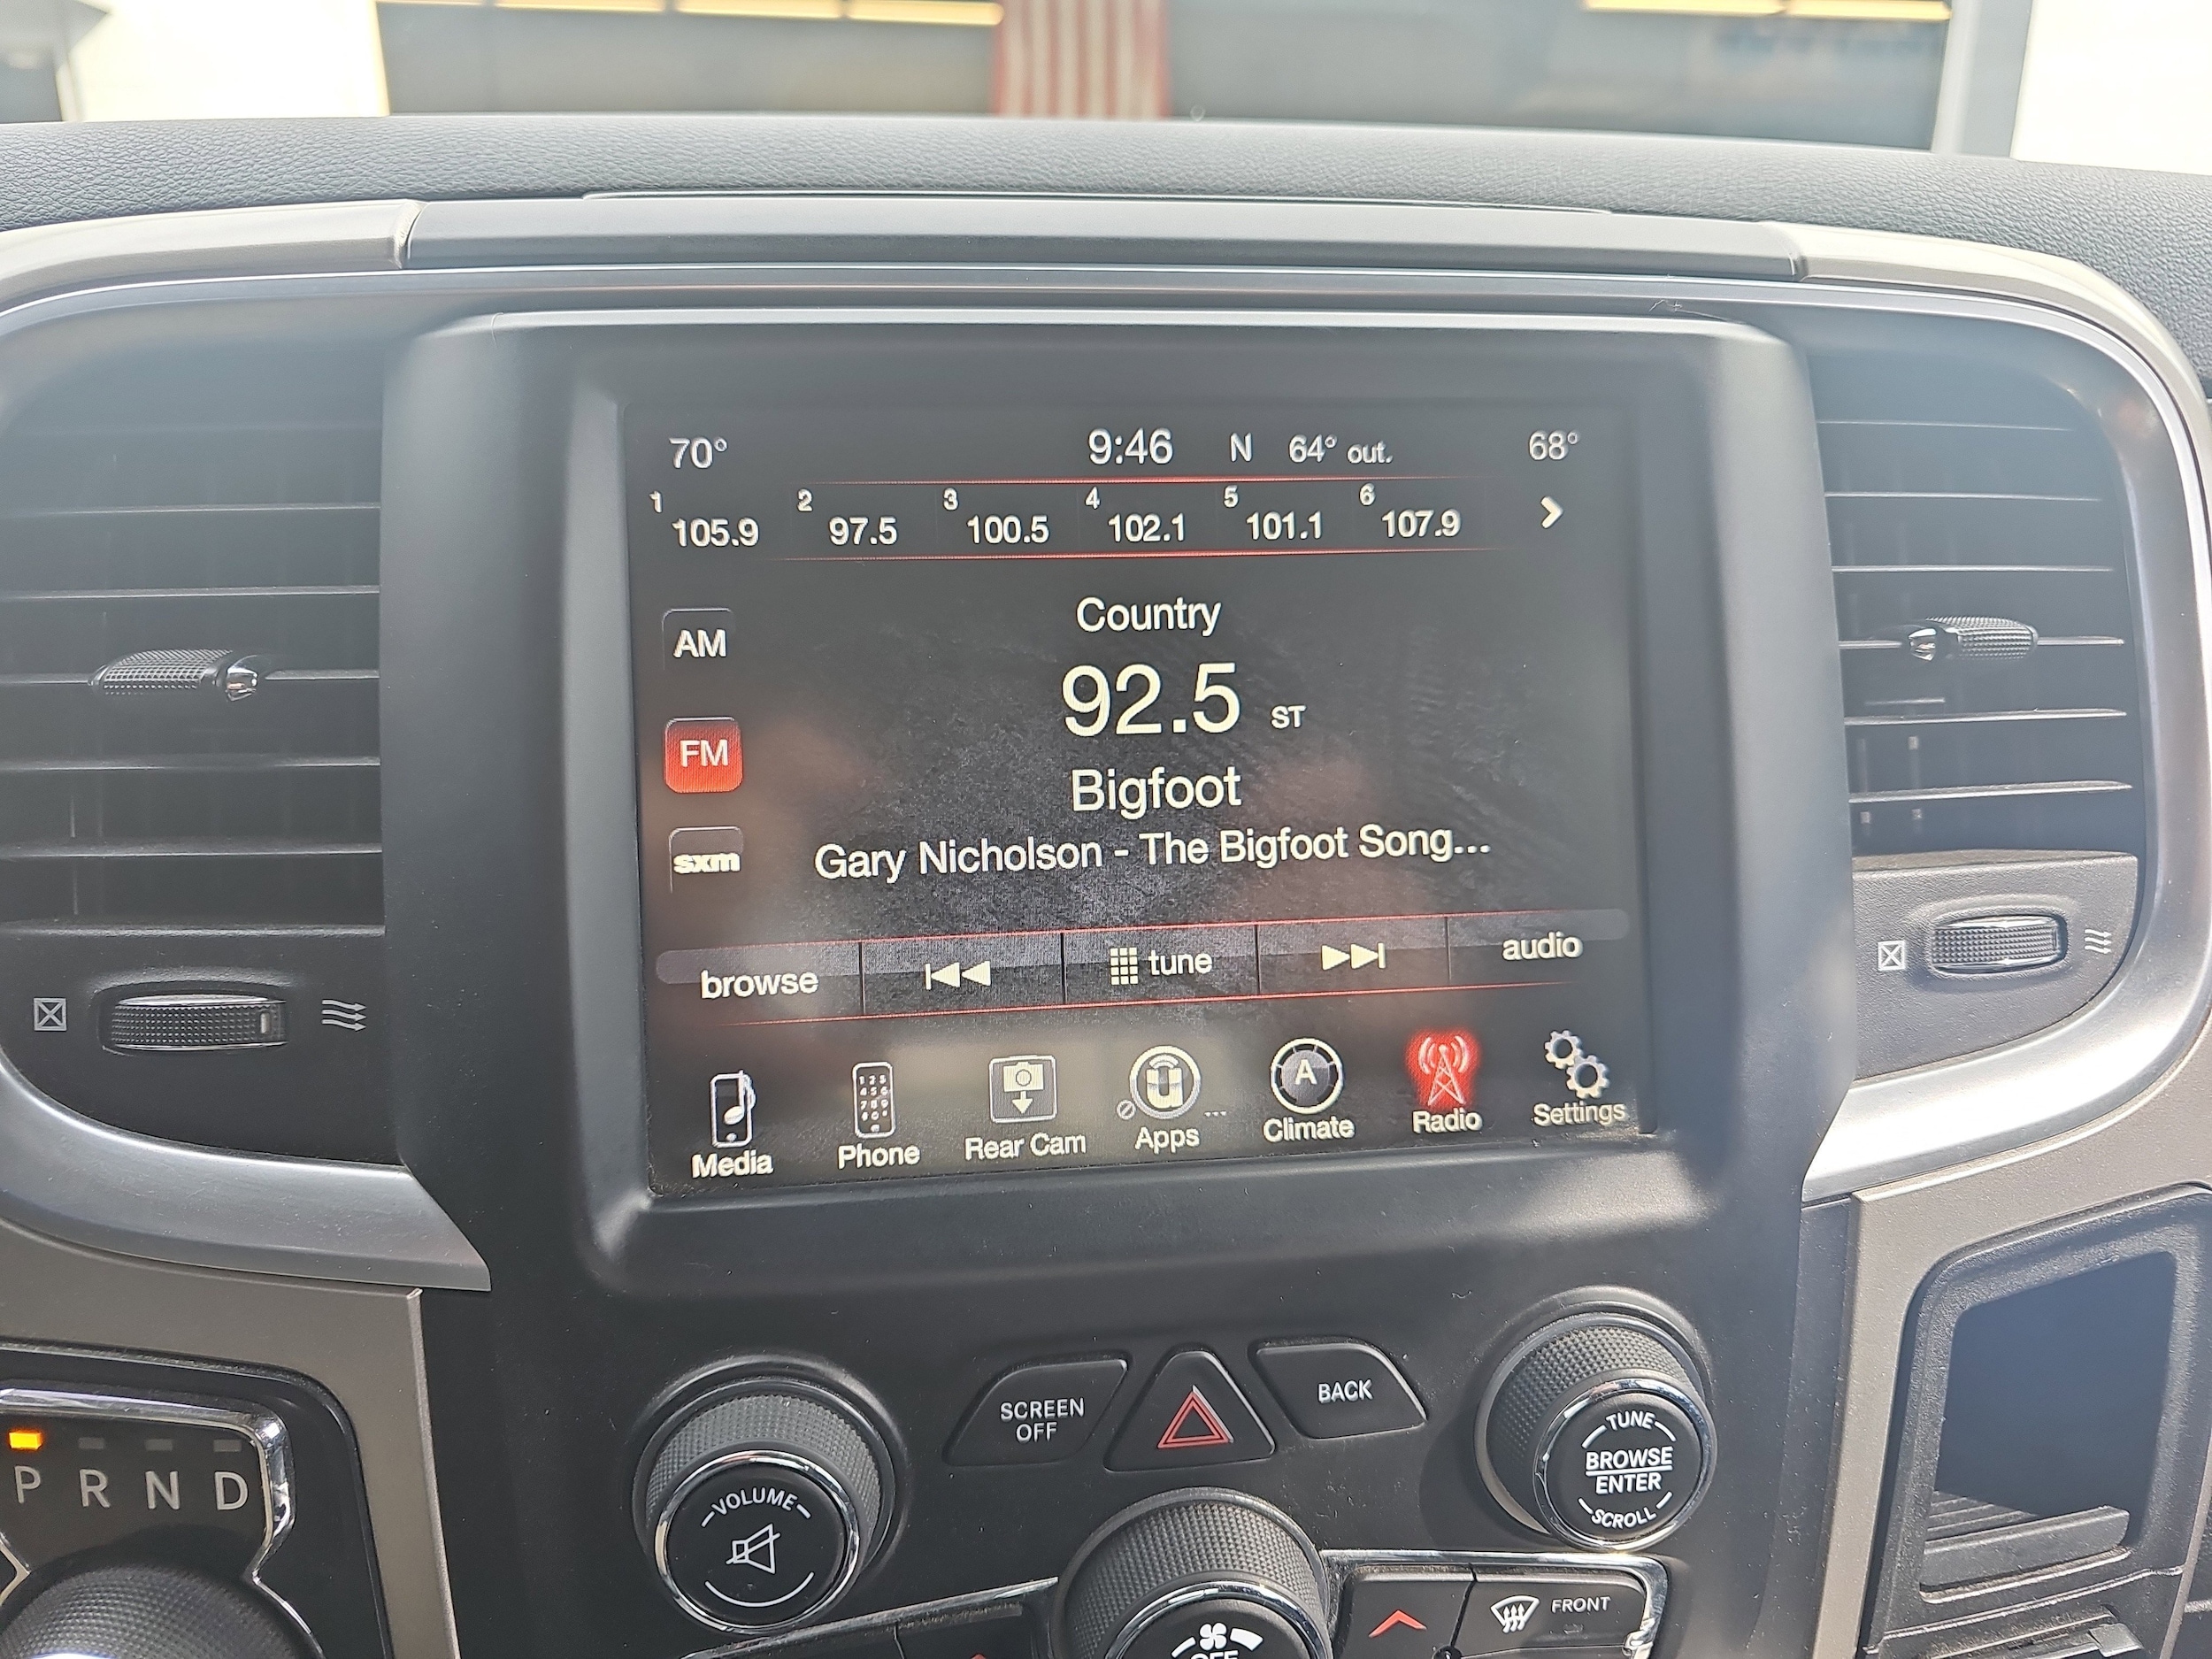 70° 9:46 N 64° out. 68°
1 2 3 4 5 6
105.9 97.5 100.5 102.1 101.1 107.9
Country
AM
92.5 ST
FM
Bigfoot
sxm
Gary Nicholson - The Bigfoot Song...
browse tune audio
Media Phone Rear Cam Apps Climate Radio Settings
A
SCREEN
OFF
BACK
TUNE
BROWSE
ENTER
SCROLL
P R N D
VOLUME
FRONT
OFF